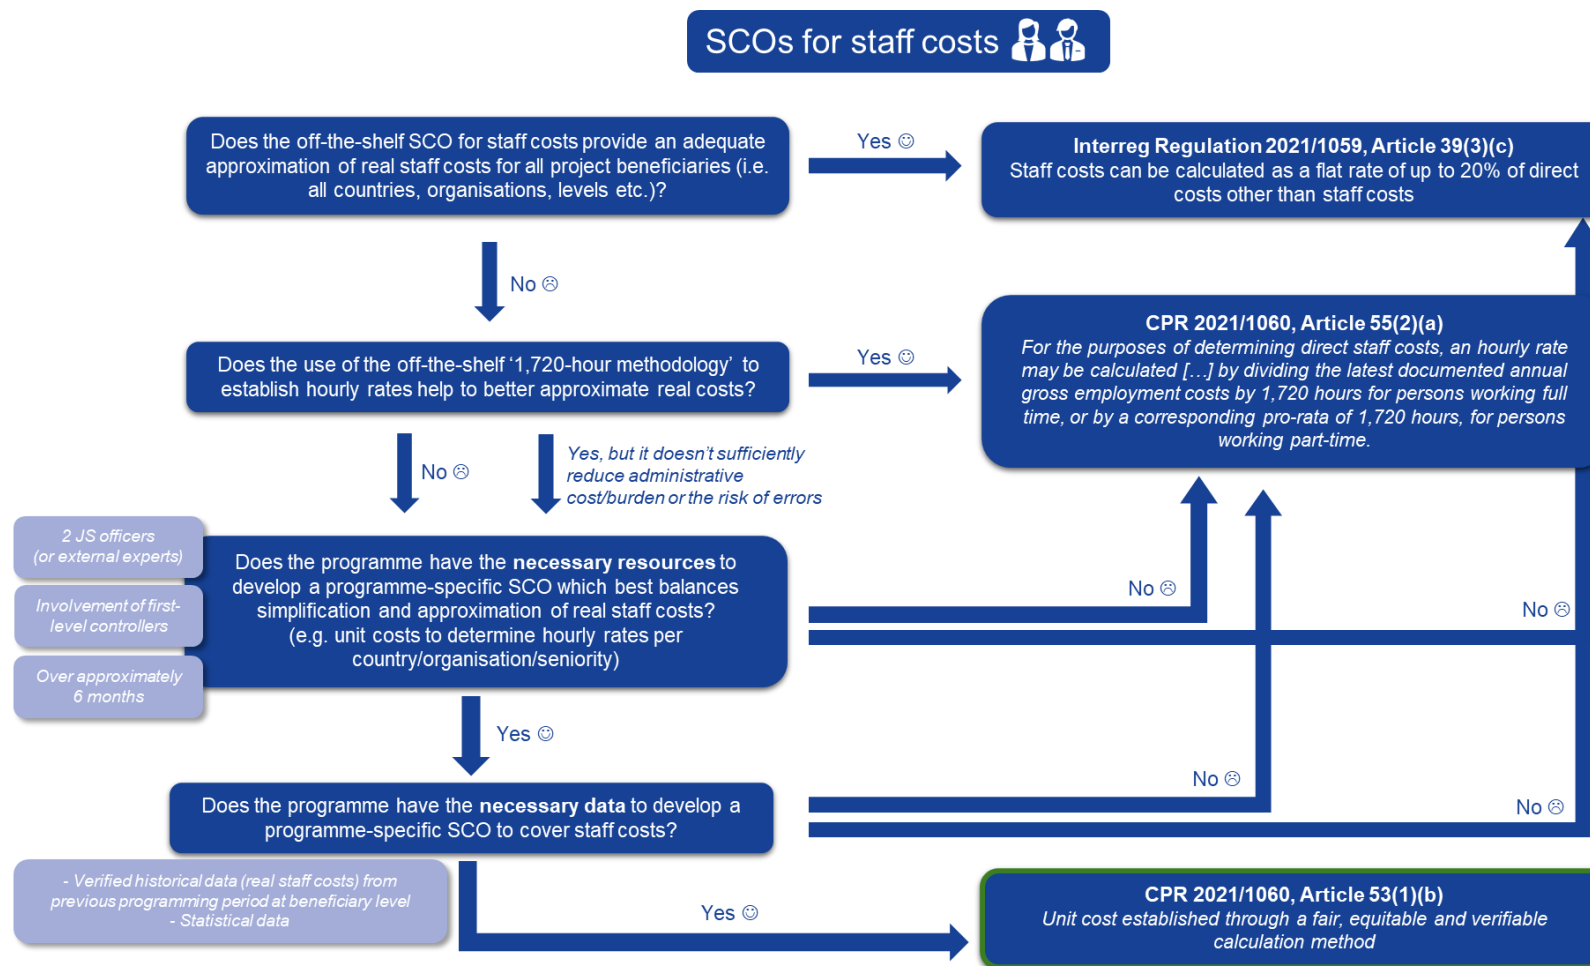 SCOs for staff costs
Does the off-the-shelf SCO for staff costs provide an adequate
approximation of real staff costs for all project beneficiaries (i.e.
all countries, organisations, levels etc.)?
Yes ☺
Interreg Regulation 2021/1059, Article 39(3)(c)
Staff costs can be calculated as a flat rate of up to 20% of direct
costs other than staff costs
No ☹
Does the use of the off-the-shelf ‘1,720-hour methodology’ to
establish hourly rates help to better approximate real costs?
Yes ☺
CPR 2021/1060, Article 55(2)(a)
For the purposes of determining direct staff costs, an hourly rate
may be calculated […] by dividing the latest documented annual
gross employment costs by 1,720 hours for persons working full
time, or by a corresponding pro-rata of 1,720 hours, for persons
working part-time.
No ☹
Yes, but it doesn’t sufficiently
reduce administrative
cost/burden or the risk of errors
2 JS officers
(or external experts)
Involvement of first-
level controllers
Over approximately
6 months
Does the programme have the necessary resources to
develop a programme-specific SCO which best balances
simplification and approximation of real staff costs?
(e.g. unit costs to determine hourly rates per
country/organisation/seniority)
No ☹
No ☹
Yes ☺
Does the programme have the necessary data to develop a
programme-specific SCO to cover staff costs?
No ☹
No ☹
- Verified historical data (real staff costs) from
previous programming period at beneficiary level
- Statistical data
Yes ☺
CPR 2021/1060, Article 53(1)(b)
Unit cost established through a fair, equitable and verifiable
calculation method